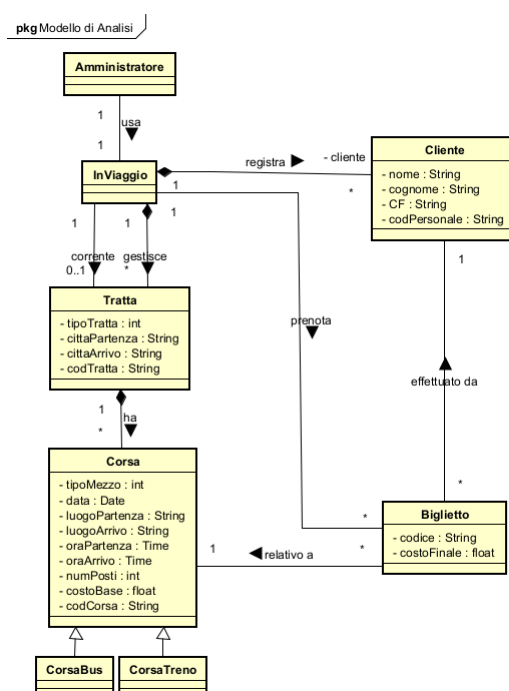 pkg Modello di Analisi
Amministratore
1
usa
1
InViaggio
registra
- cliente
1
*
Cliente
- nome : String
- cognome : String
- CF : String
- codPersonale : String
1
1
1
corrente
gestisce
0..1
*
Tratta
- tipoTratta : int
- cittaPartenza : String
- cittaArrivo : String
- codTratta : String
prenota
1
effettuato da
1
ha
*
*
Corsa
- tipoMezzo : int
- data : Date
- luogoPartenza : String
- luogoArrivo : String
- oraPartenza : Time
- oraArrivo : Time
- numPosti : int
- costoBase : float
- codCorsa : String
*
Biglietto
- codice : String
- costoFinale : float
1
relativo a
*
CorsaBus
CorsaTreno